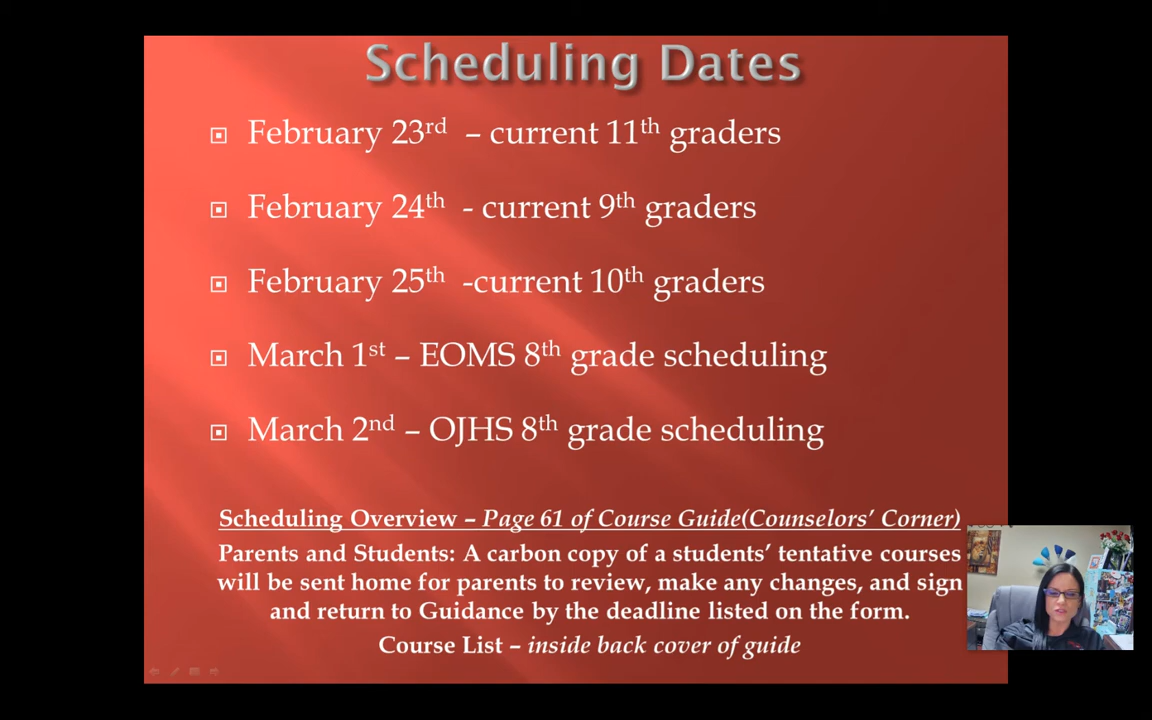 Scheduling Dates
February 23rd – current 11th graders
February 24th - current 9th graders
February 25th -current 10th graders
March 1st – EOMS 8th grade scheduling
March 2nd – OJHS 8th grade scheduling
Scheduling Overview – Page 61 of Course Guide(Counselors’ Corner)
Parents and Students: A carbon copy of a students’ tentative courses
will be sent home for parents to review, make any changes, and sign
and return to Guidance by the deadline listed on the form.
Course List – inside back cover of guide